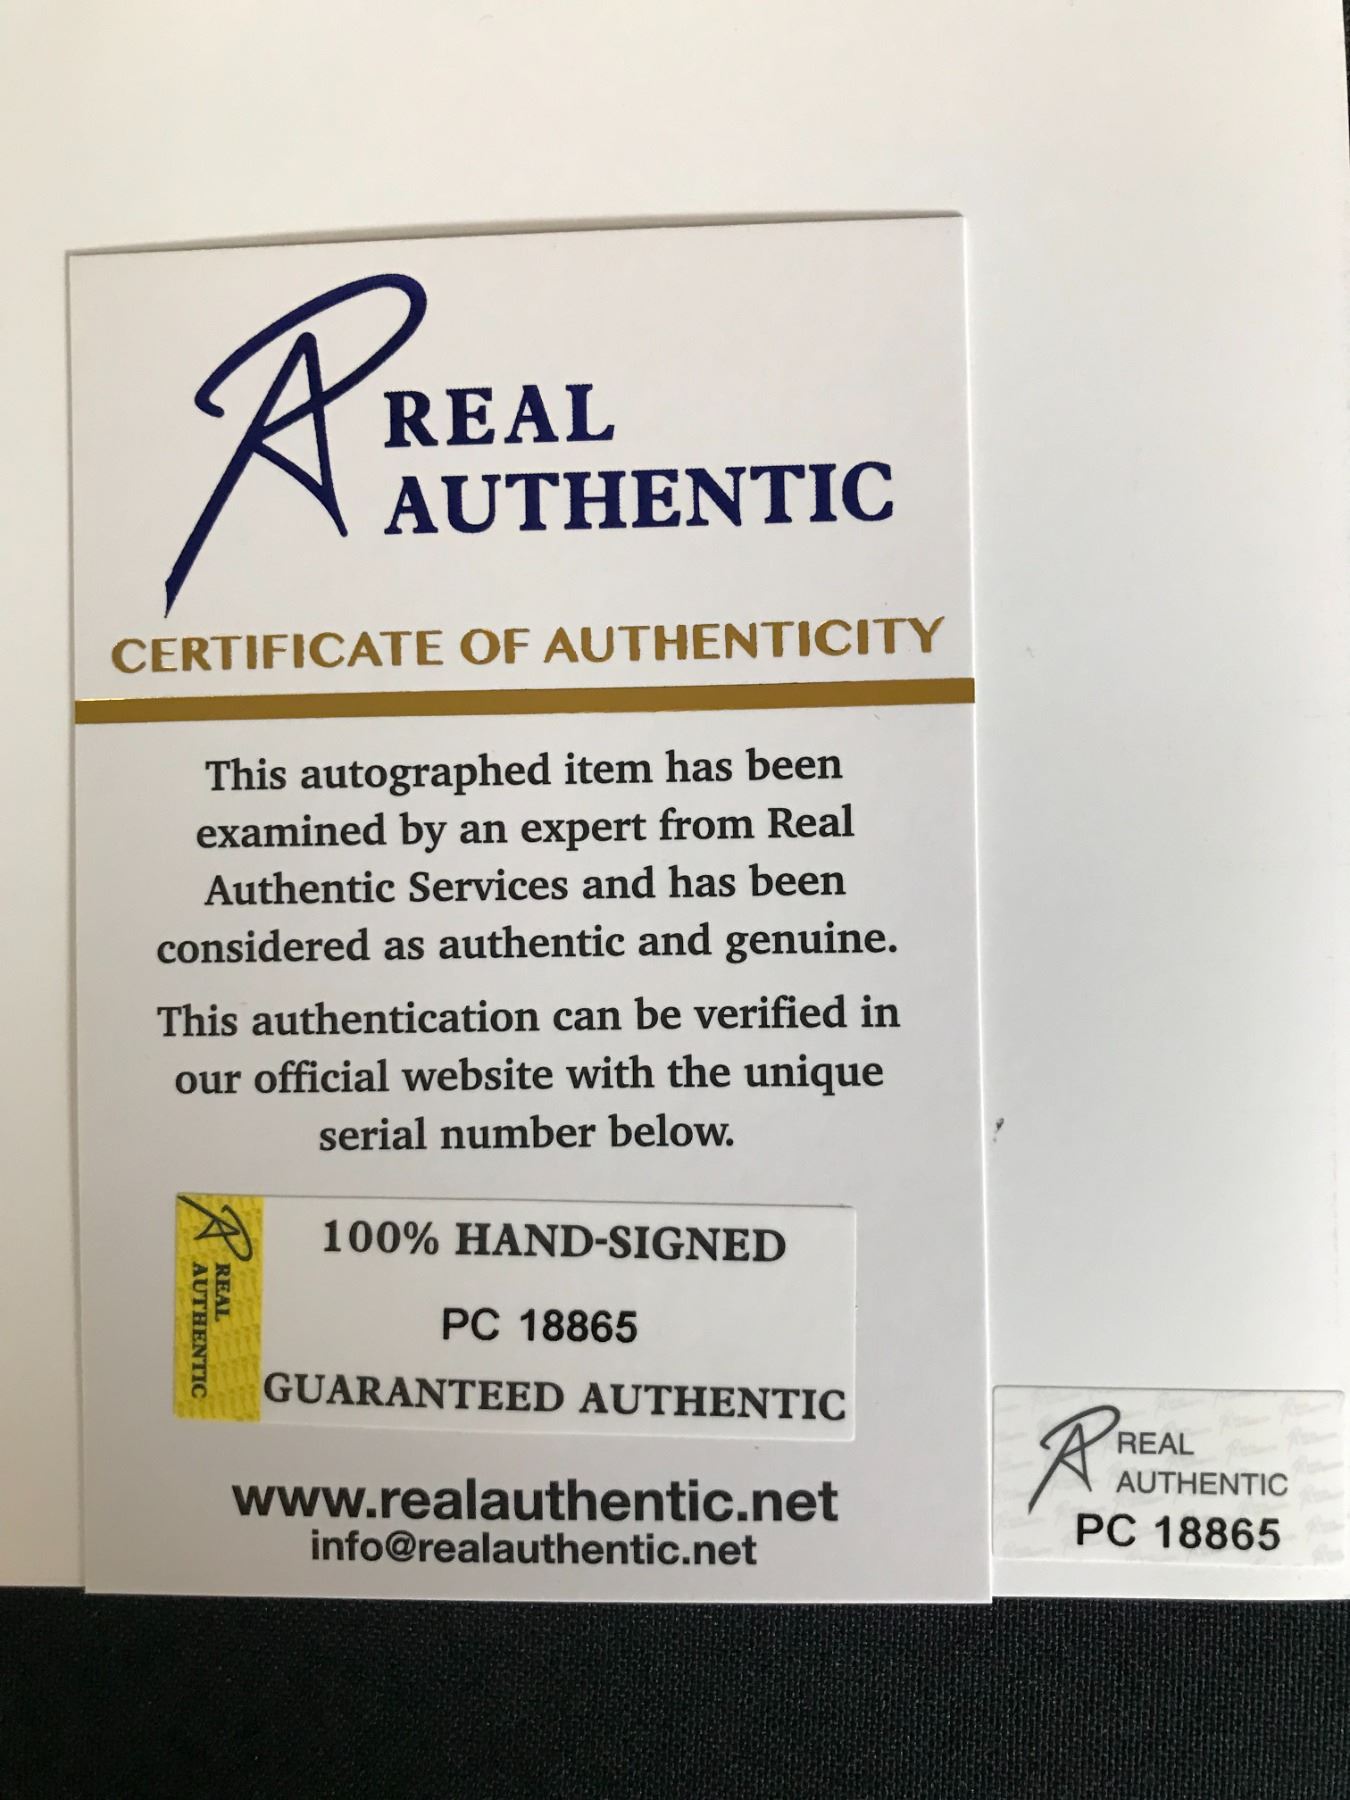 REAL
AUTHENTIC
CERTIFICATE OF AUTHENTICITY
This autographed item has been
examined by an expert from Real
Authentic Services and has been
considered as authentic and genuine.
This authentication can be verified in
our official website with the unique
serial number below.
REAL
AUTHENTIC
100% HAND-SIGNED
PC 18865
GUARANTEED AUTHENTIC
www.realauthentic.net
info@realauthentic.net
REAL
AUTHENTIC
PC 18865